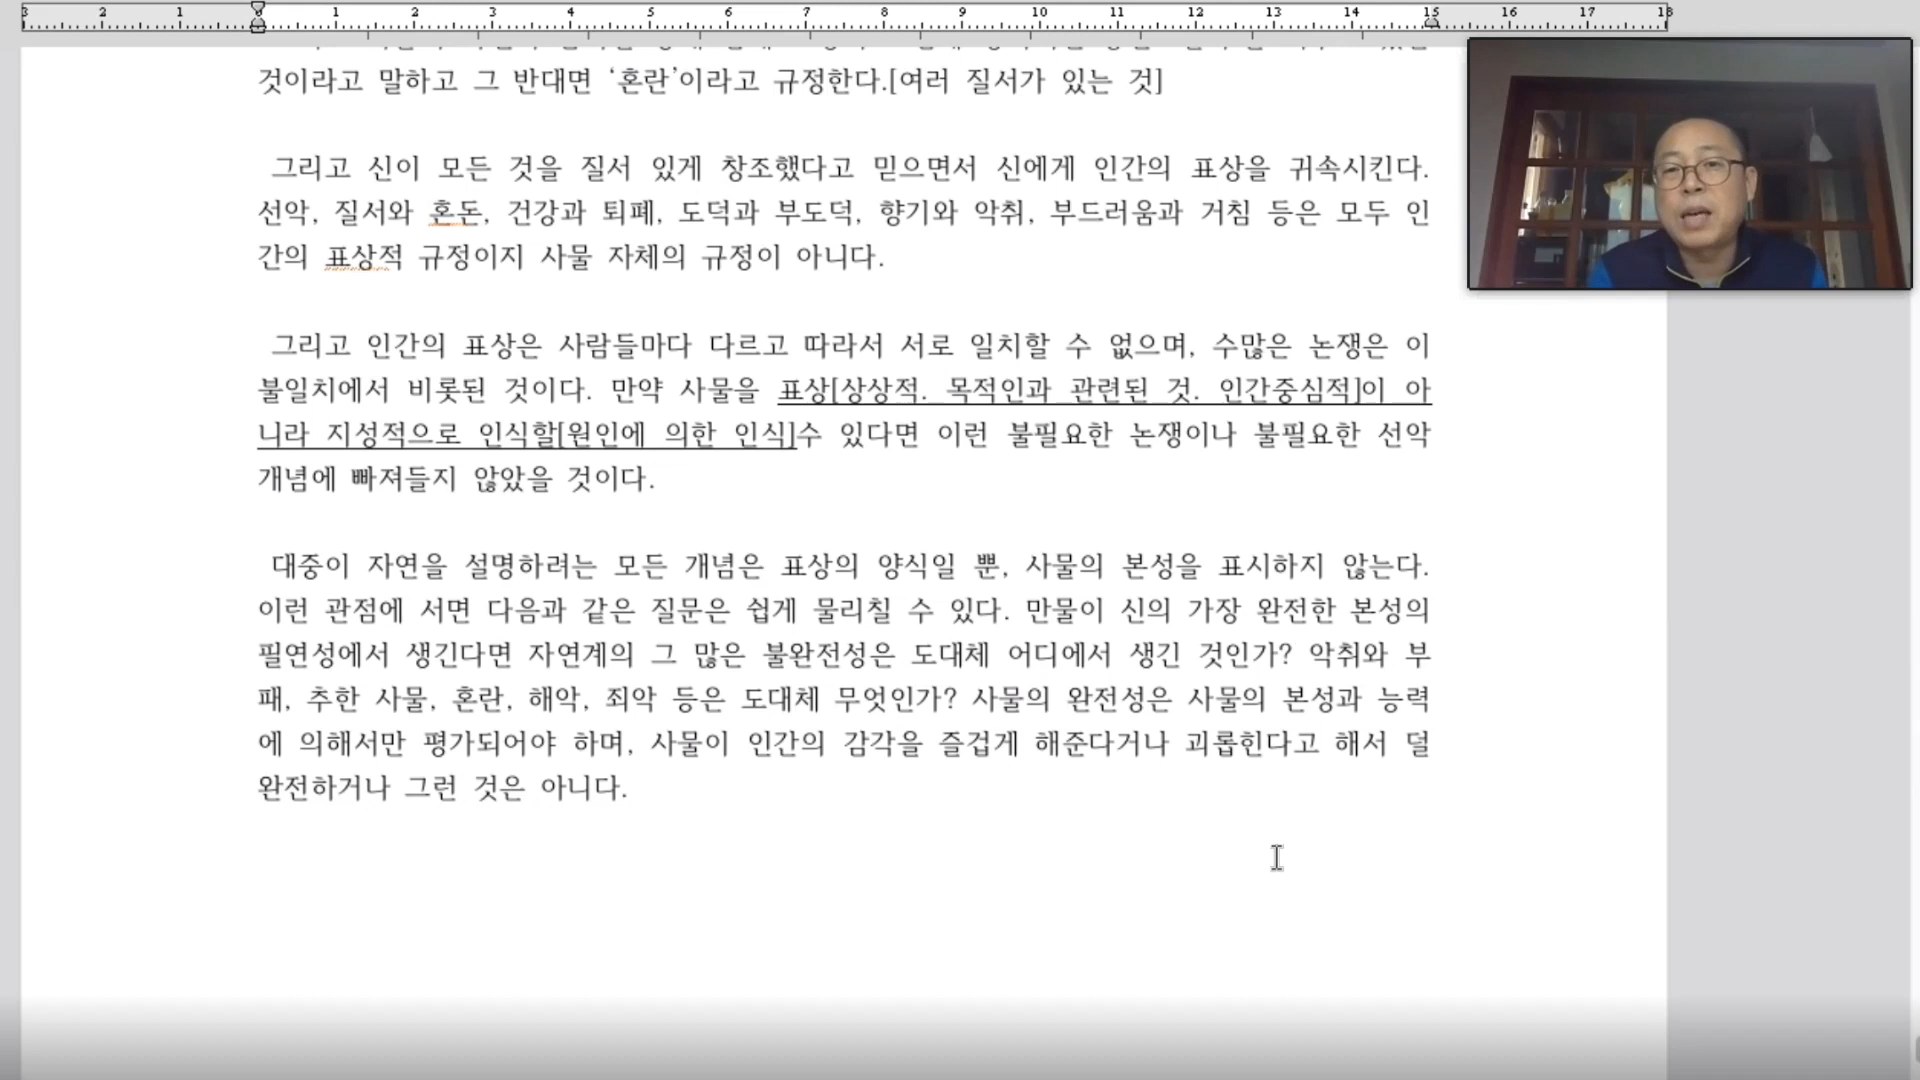 3 2 1 1 2 3 4 5 6 7 8 9 10 11 12 13 14 15 16 17 18
것이라고 말하고 그 반대면 ‘혼란’이라고 규정한다.[여러 질서가 있는 것]
그리고 신이 모든 것을 질서 있게 창조했다고 믿으면서 신에게 인간의 표상을 귀속시킨다.
선악, 질서와 혼돈, 건강과 퇴폐, 도덕과 부도덕, 향기와 악취, 부드러움과 거침 등은 모두 인
간의 표상적 규정이지 사물 자체의 규정이 아니다.
그리고 인간의 표상은 사람들마다 다르고 따라서 서로 일치할 수 없으며, 수많은 논쟁은 이
불일치에서 비롯된 것이다. 만약 사물을 표상[상상적. 목적인과 관련된 것. 인간중심적]이 아
니라 지성적으로 인식할[원인에 의한 인식]수 있다면 이런 불필요한 논쟁이나 불필요한 선악
개념에 빠져들지 않았을 것이다.
대중이 자연을 설명하려는 모든 개념은 표상의 양식일 뿐, 사물의 본성을 표시하지 않는다.
이런 관점에 서면 다음과 같은 질문은 쉽게 물리칠 수 있다. 만물이 신의 가장 완전한 본성의
필연성에서 생긴다면 자연계의 그 많은 불완전성은 도대체 어디에서 생긴 것인가? 악취와 부
패, 추한 사물, 혼란, 해악, 죄악 등은 도대체 무엇인가? 사물의 완전성은 사물의 본성과 능력
에 의해서만 평가되어야 하며, 사물이 인간의 감각을 즐겁게 해준다거나 괴롭힌다고 해서 덜
완전하거나 그런 것은 아니다.